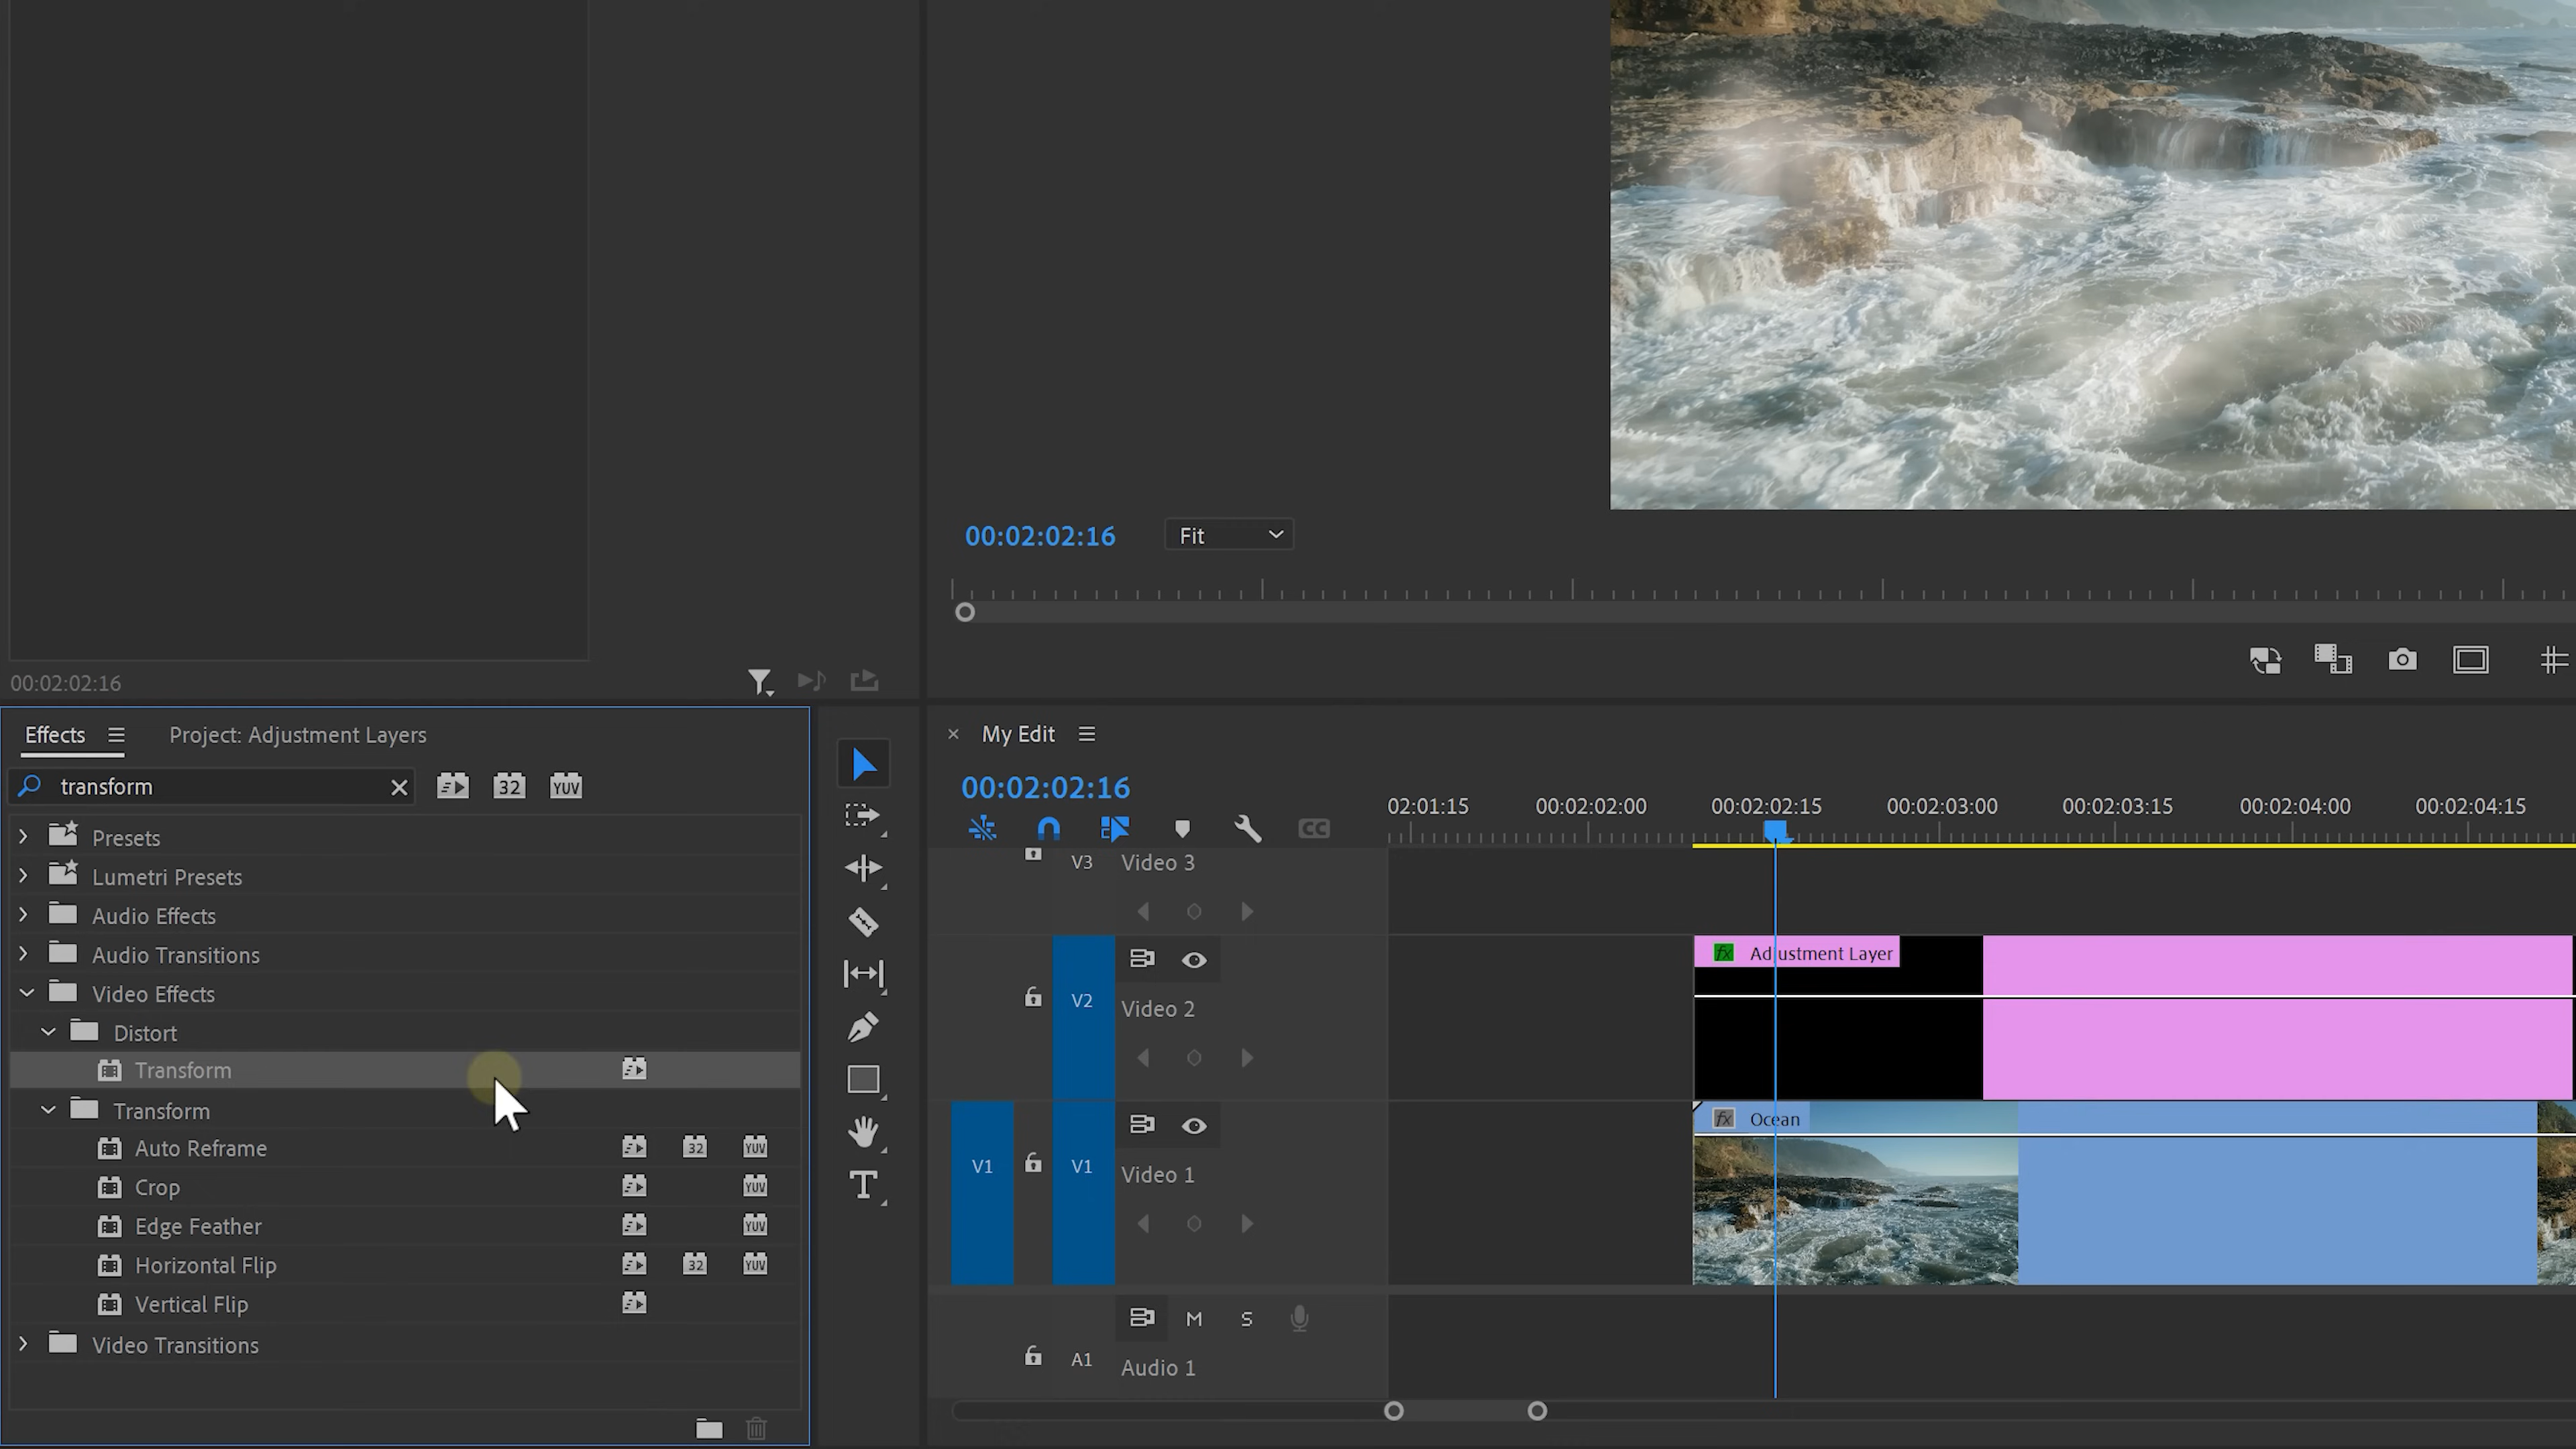 00:02:02:16
Fit
00:02:02:16
Effects
Project: Adjustment Layers
transform
32
YUV
Presets
Lumetri Presets
Audio Effects
Audio Transitions
Video Effects
Distort
Transform
Transform
Auto Reframe
32
YUV
Crop
YUV
Edge Feather
YUV
Horizontal Flip
32
YUV
Vertical Flip
Video Transitions
T
My Edit
00:02:02:16
CC
02:01:15
00:02:02:00
00:02:02:15
00:02:03:00
00:02:03:15
00:02:04:00
00:02:04:15
V3
Video 3
V2
Video 2
fx
Adjustment Layer
V1
V1
Video 1
fx
Ocean
M
S
A1
Audio 1